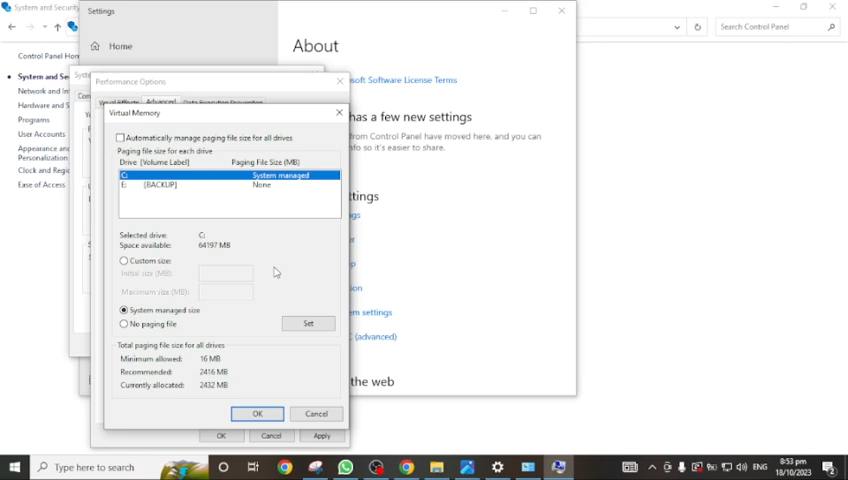 System and Security
Search Control Panel
Control Panel Hom
System and Sec
Network and In
Hardware and S
Programs
User Accounts
Appearance and
Personalization
Clock and Regio
Ease of Access
Settings
Home
About
osoft Software License Terms
has a few new settings
from Control Panel have moved here, and you can
nfo so it's easier to share.
ttings
ngs
er
p
ion
em settings
C (advanced)
the web
Performance Options
Visual Effects Advanced Data Execution Prevention
Virtual Memory
Automatically manage paging file size for all drives
Paging file size for each drive
Drive [Volume Label] Paging File Size (MB)
C: System managed
E: [BACKUP] None
Selected drive: C:
Space available: 64197 MB
Custom size:
Initial size (MB):
Maximum size (MB):
System managed size
No paging file
Set
Total paging file size for all drives
Minimum allowed: 16 MB
Recommended: 2416 MB
Currently allocated: 2432 MB
OK Cancel
OK Cancel Apply
Type here to search
ENG
8:53 pm
18/10/2023
2